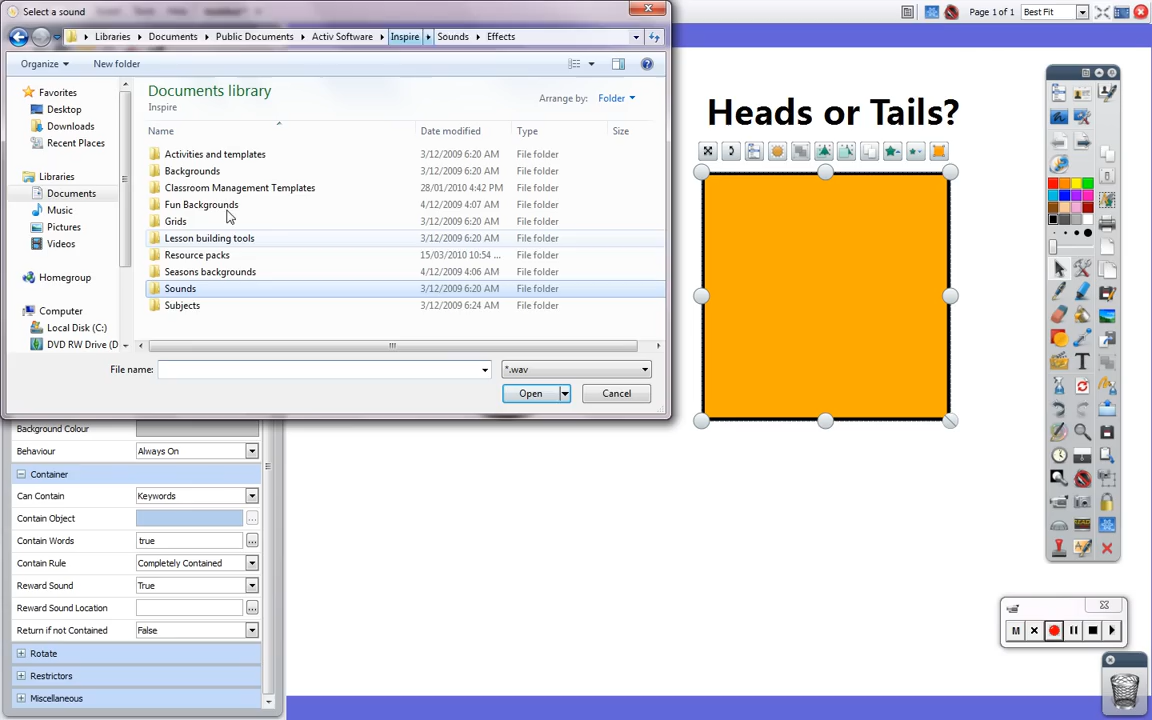 Select a sound
Page 1 of 1 Best Fit
Libraries Documents Public Documents Activ Software Inspire Sounds Effects
Organize New folder
Favorites
Desktop
Downloads
Recent Places
Libraries
Documents
Music
Pictures
Videos
Homegroup
Computer
Local Disk (C:)
DVD RW Drive (D
Documents library
Inspire
Arrange by: Folder
Name Date modified Type Size
Activities and templates 3/12/2009 6:20 AM File folder
Backgrounds 3/12/2009 6:20 AM File folder
Classroom Management Templates 28/01/2010 4:42 PM File folder
Fun Backgrounds 4/12/2009 4:07 AM File folder
Grids 3/12/2009 6:20 AM File folder
Lesson building tools 3/12/2009 6:20 AM File folder
Resource packs 15/03/2010 10:54 ... File folder
Seasons backgrounds 4/12/2009 4:06 AM File folder
Sounds 3/12/2009 6:20 AM File folder
Subjects 3/12/2009 6:24 AM File folder
File name: *.wav
Open Cancel
Heads or Tails?
Background Colour
Behaviour Always On
Container
Can Contain Keywords
Contain Object ...
Contain Words true ...
Contain Rule Completely Contained
Reward Sound True
Reward Sound Location ...
Return if not Contained False
Rotate
Restrictors
Miscellaneous
T
M